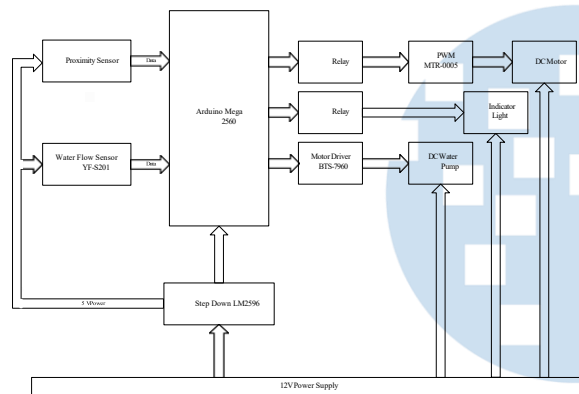 Proximity Sensor
Data
Arduino Mega
2560
Relay
PWM
MTR-0005
DC Motor
Relay
Indicator
Light
Water Flow Sensor
YF-S201
Data
Motor Driver
BTS-7960
DC Water
Pump
5 V Power
Step Down LM2596
12V Power Supply